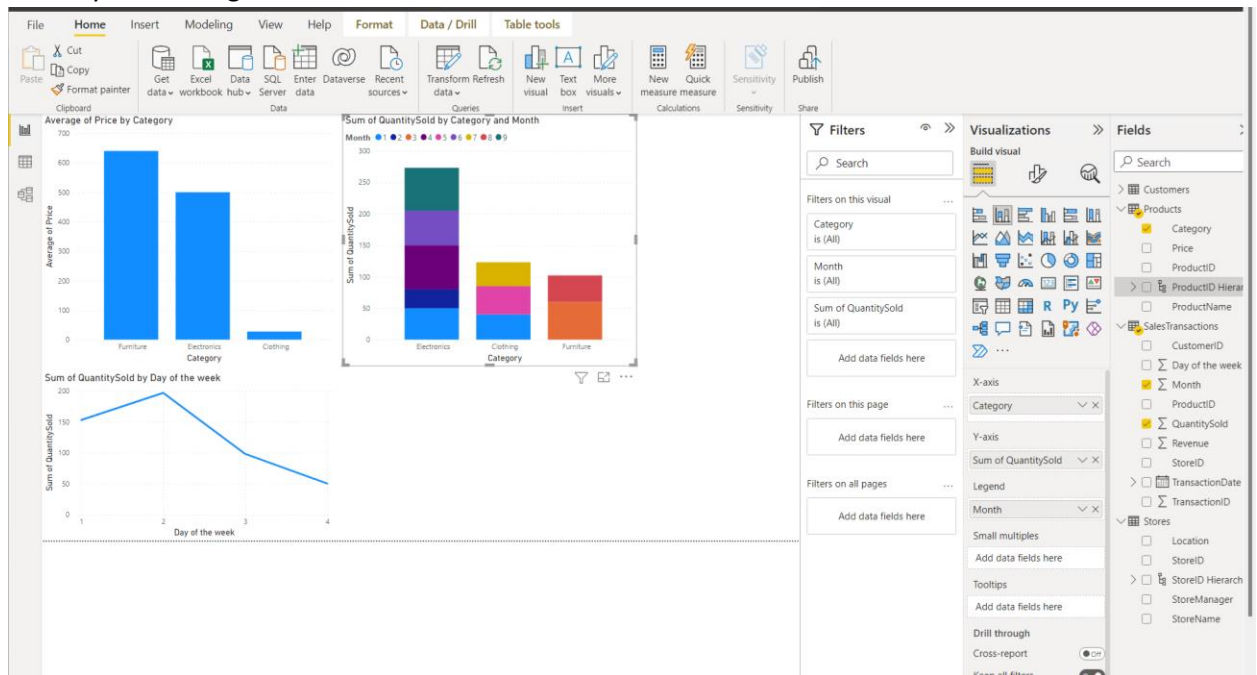 File Home Insert Modeling View Help Format Data / Drill Table tools
Paste
Cut
Copy
Format painter
Get data
Excel workbook
Data hub
SQL Server
Enter data
Dataverse
Recent sources
Transform data
Refresh
New visual
Text box
More visuals
New measure
Quick measure
Sensitivity
Publish
Clipboard Data Queries Insert Calculations Sensitivity Share
Average of Price by Category
700
600
500
400
300
200
100
0
Average of Price
Furniture Electronics Clothing
Category
Sum of QuantitySold by Category and Month
Month 1 2 3 4 5 6 7 8 9
300
250
200
150
100
50
0
Sum of QuantitySold
Electronics Clothing Furniture
Category
Sum of QuantitySold by Day of the week
200
150
100
50
0
Sum of QuantitySold
1 2 3 4
Day of the week
Filters
Search
Filters on this visual
Category
is (All)
Month
is (All)
Sum of QuantitySold
is (All)
Add data fields here
Filters on this page
Add data fields here
Filters on all pages
Add data fields here
Visualizations
Build visual
R Py
X-axis
Category
Y-axis
Sum of QuantitySold
Legend
Month
Small multiples
Add data fields here
Tooltips
Add data fields here
Drill through
Cross-report
Off
Keep all filters
Fields
Search
Customers
Products
Category
Price
ProductID
ProductID Hierar
ProductName
SalesTransactions
CustomerID
Day of the week
Month
ProductID
QuantitySold
Revenue
StoreID
TransactionDate
TransactionID
Stores
Location
StoreID
StoreID Hierarch
StoreManager
StoreName